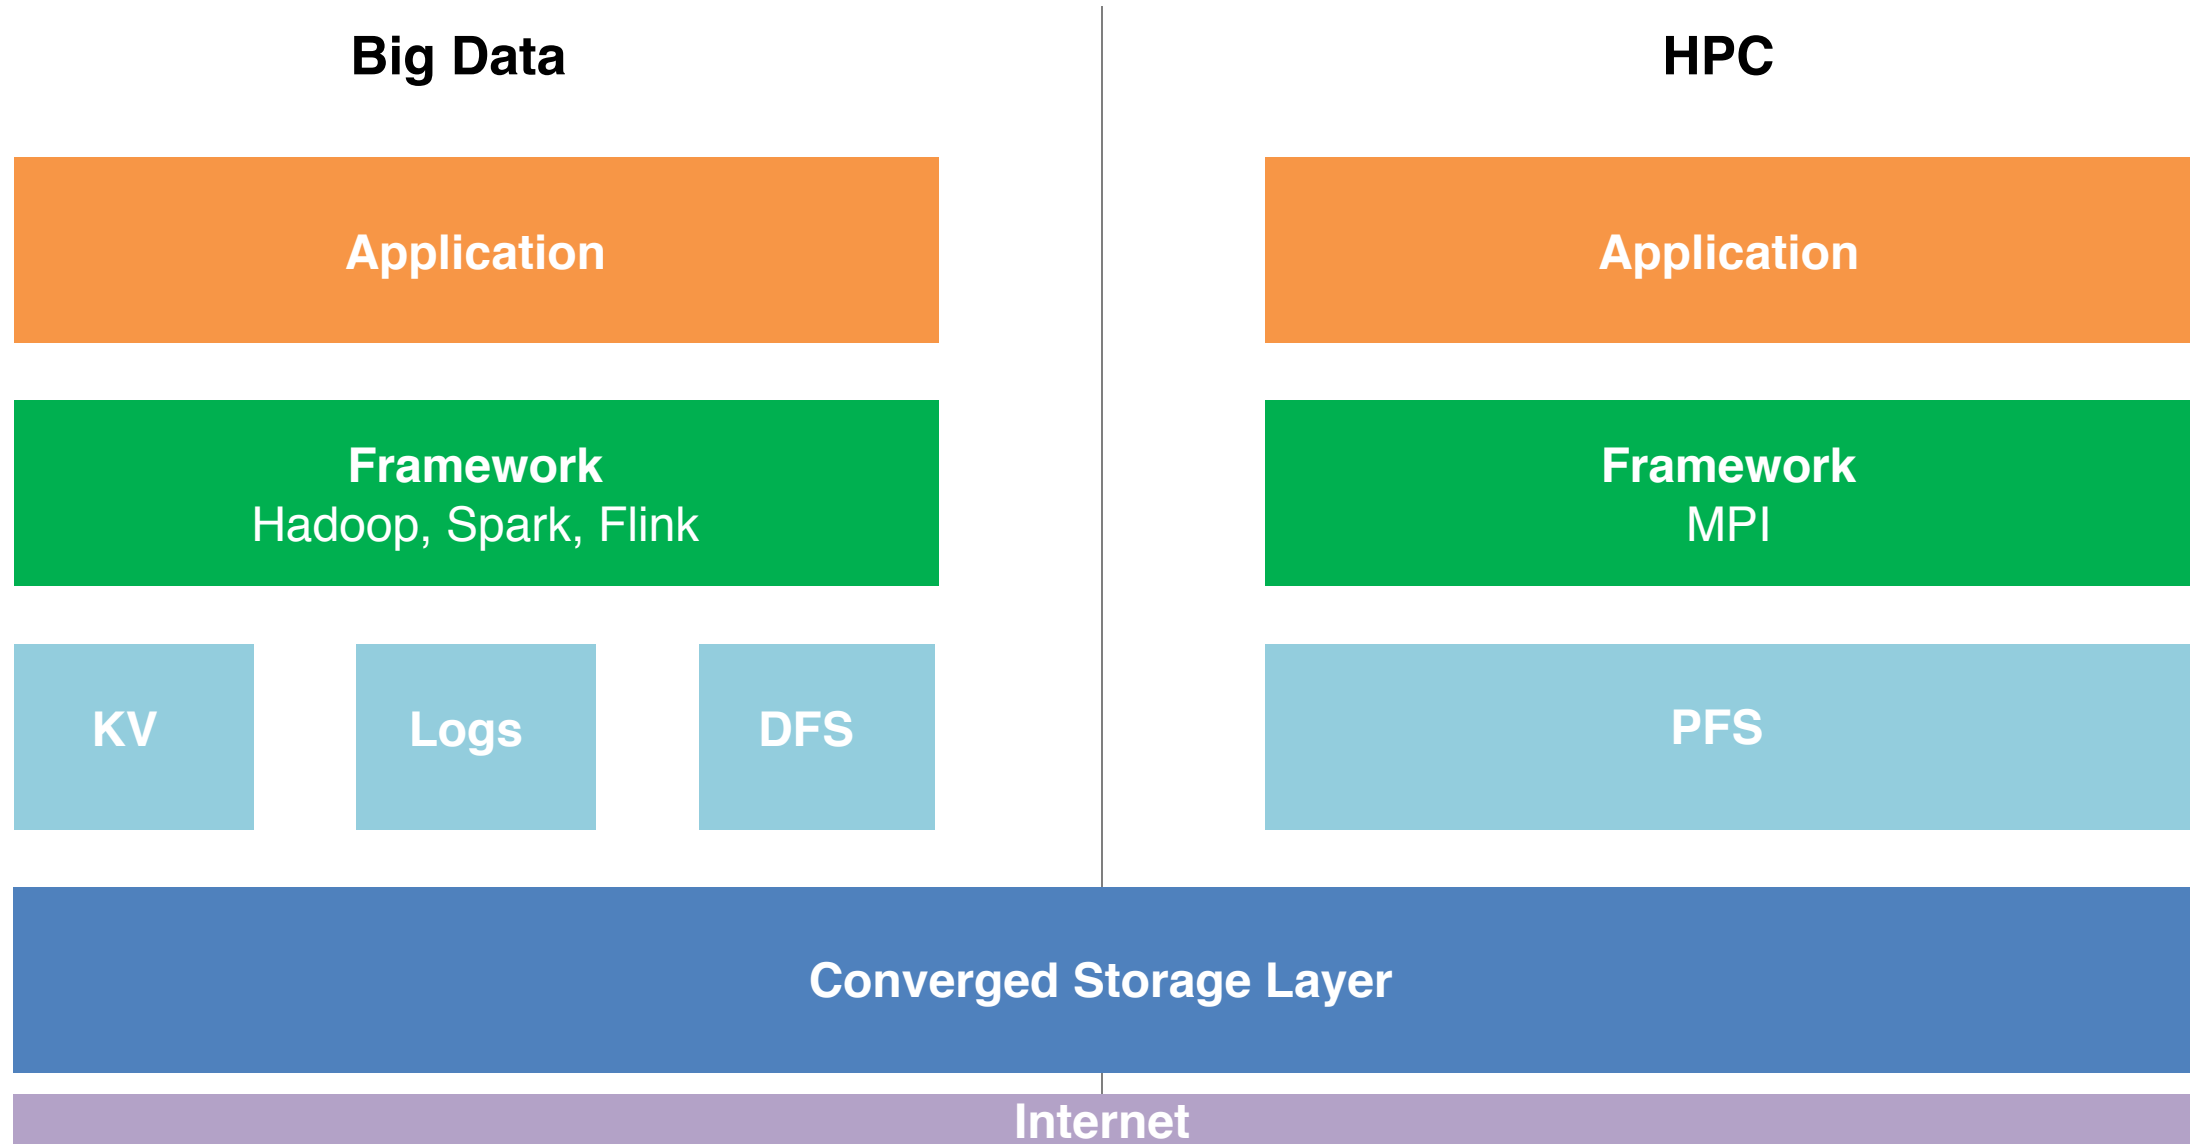 Big Data
HPC
Application
Application
Framework
Hadoop, Spark, Flink
Framework
MPI
KV
Logs
DFS
PFS
Converged Storage Layer
Internet